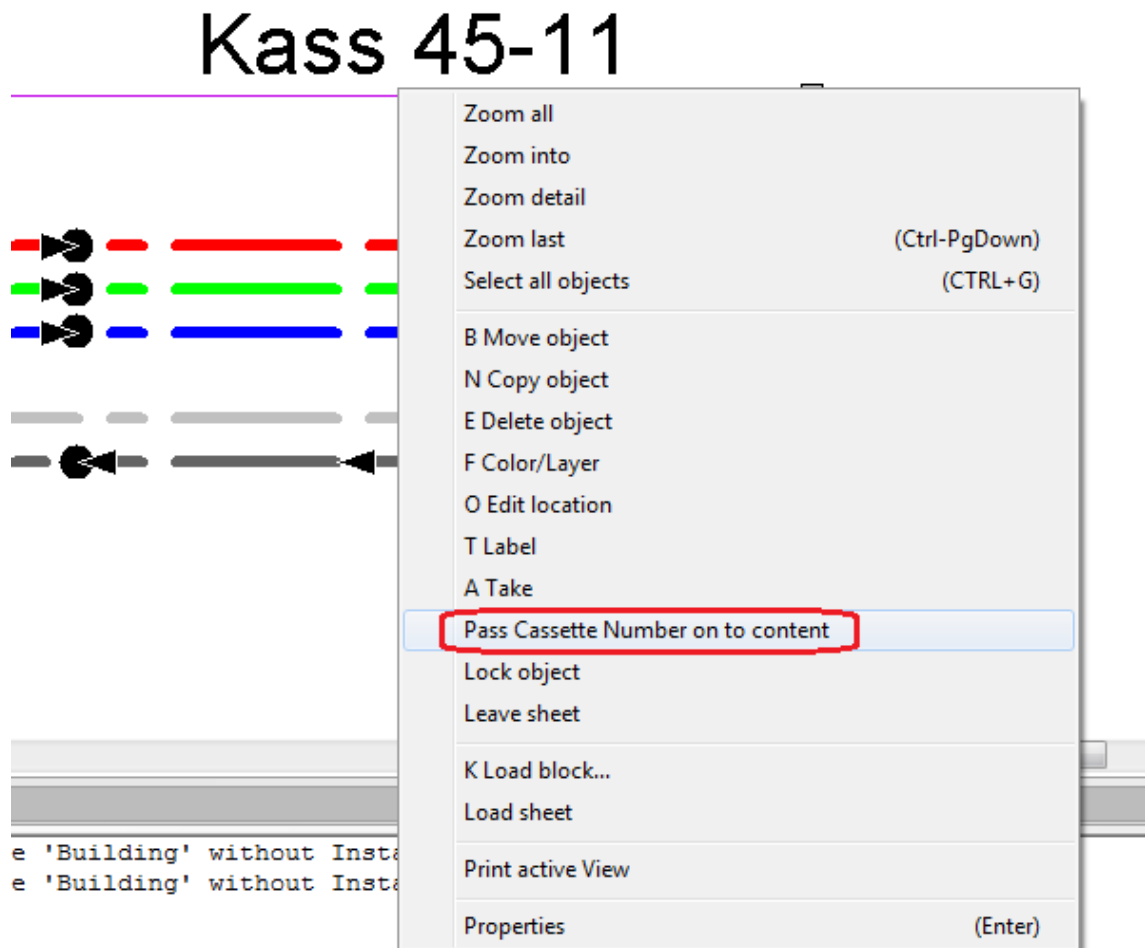 Kass 45-11
Zoom all
Zoom into
Zoom detail
Zoom last (Ctrl-PgDown)
Select all objects (CTRL+G)
B Move object
N Copy object
E Delete object
F Color/Layer
O Edit location
T Label
A Take
Pass Cassette Number on to content
Lock object
Leave sheet
K Load block...
Load sheet
e 'Building' without Insta
e 'Building' without Insta
Print active View
Properties (Enter)